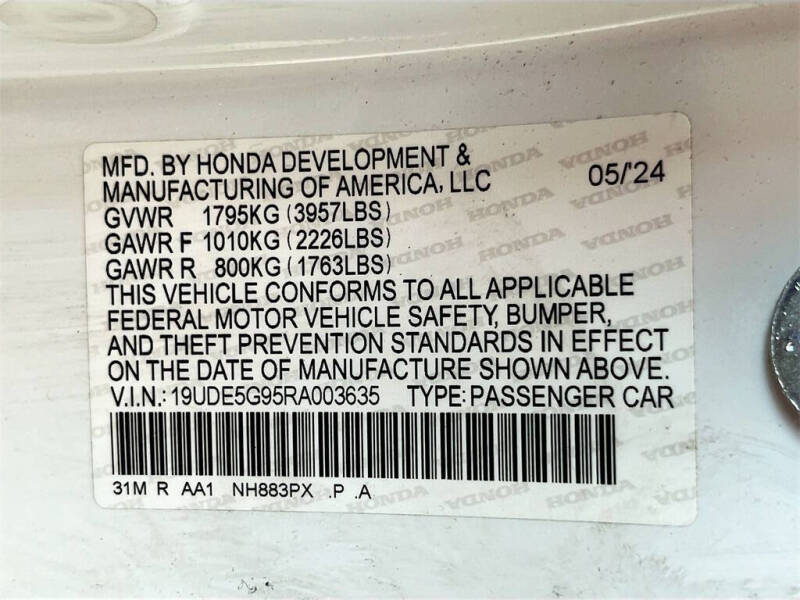 MFD. BY HONDA DEVELOPMENT &
MANUFACTURING OF AMERICA, LLC 05/'24
GVWR 1795KG (3957LBS)
GAWR F 1010KG (2226LBS)
GAWR R 800KG (1763LBS)
THIS VEHICLE CONFORMS TO ALL APPLICABLE
FEDERAL MOTOR VEHICLE SAFETY, BUMPER,
AND THEFT PREVENTION STANDARDS IN EFFECT
ON THE DATE OF MANUFACTURE SHOWN ABOVE.
V.I.N.: 19UDE5G95RA003635 TYPE: PASSENGER CAR
31M R AA1 NH883PX .P .A